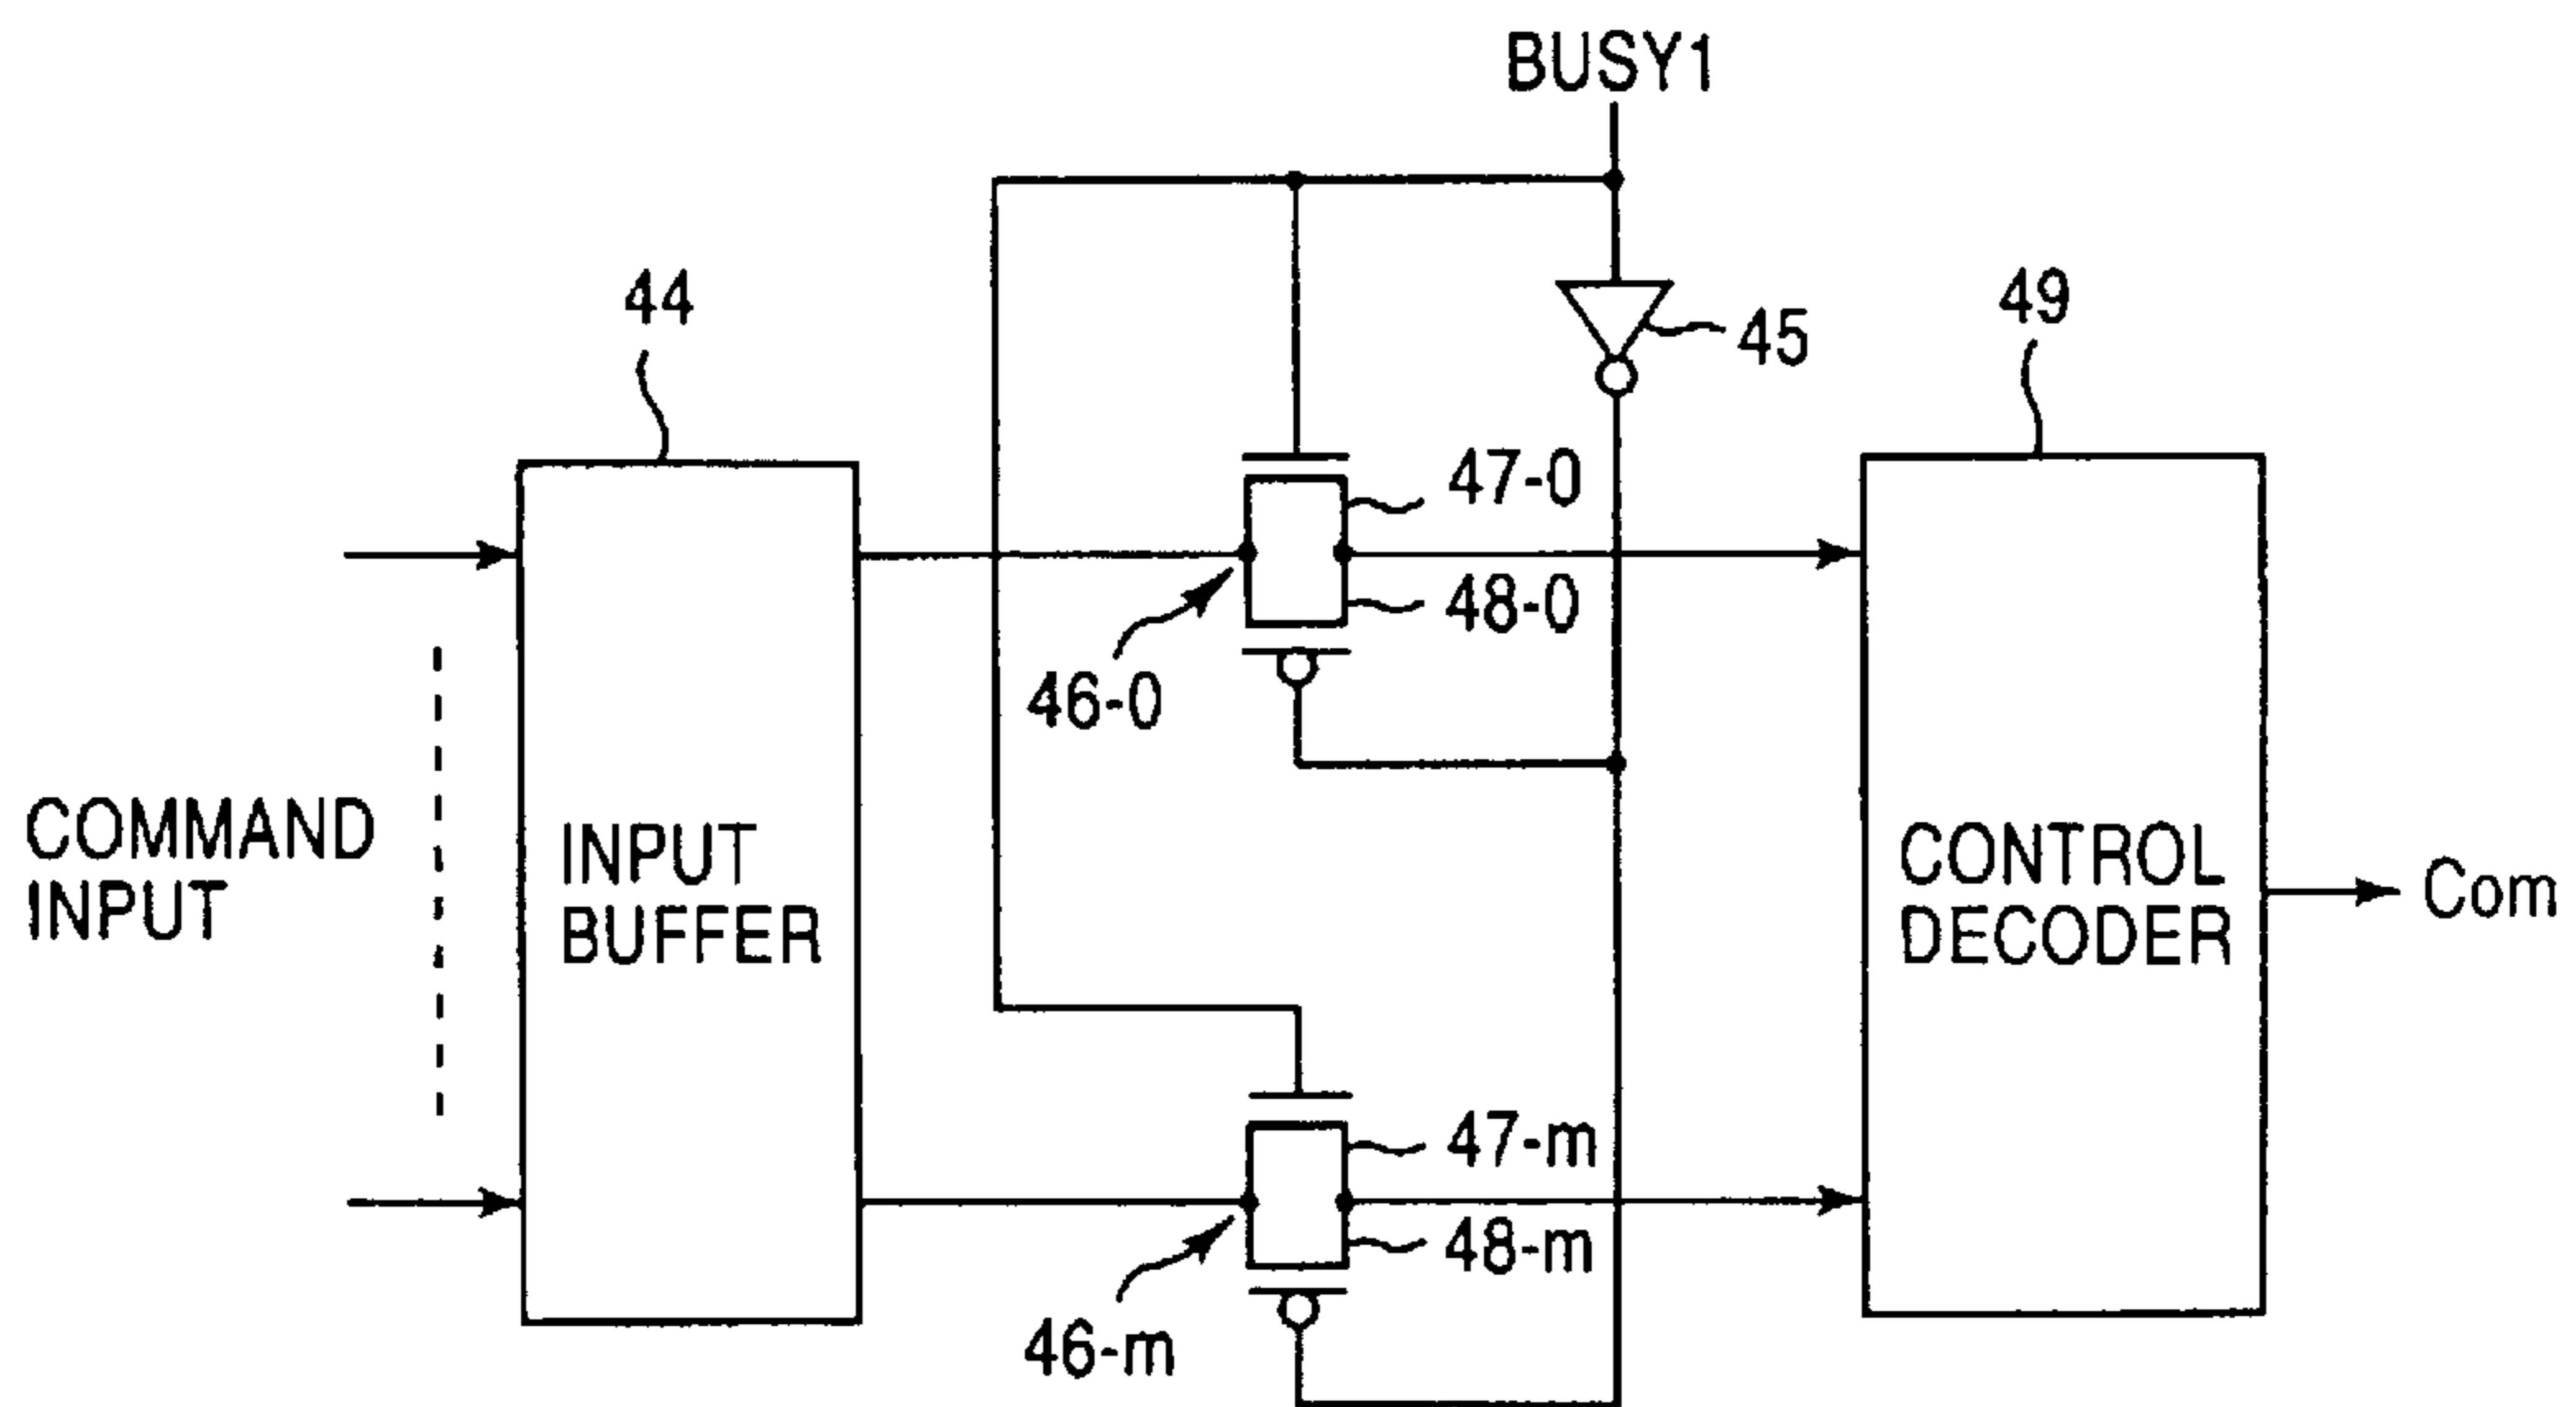 BUSY1
44
45
49
47-0
48-0
46-0
COMMAND
INPUT
INPUT
BUFFER
CONTROL
DECODER
Com
47-m
48-m
46-m